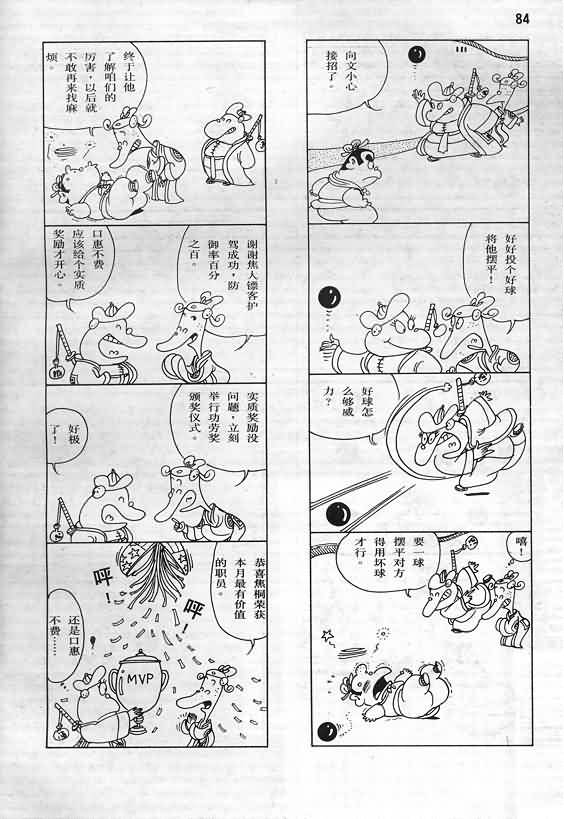 84
向文小心
接招了。
好好投个好球
将他摆平！
好球怎
么够威
力？
嘻！
要一球
摆平对方
得用坏球
才行。
终于让他
了解咱们的
厉害，以后就
不敢再来找麻
烦。
谢谢焦人镖客护
驾成功，防
御率百分
之百。
口惠不费
应该给个实质
奖励才开心。
实质奖励没
问题，立刻
举行功劳奖
颁奖仪式。
好极
了！
恭喜焦桐荣获
本月最有价值
的职员。
呼！
呼！
MVP
还是口惠
不费……